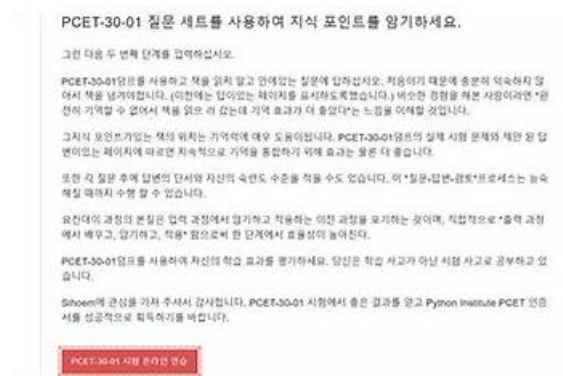 PCET-30-01 질문 세트를 사용하여 지식 포인트를 암기하세요.
그런 다음 두 번째 단계를 입력하십시오.
PCET-30-01덤프를 사용하고 책을 읽지 말고 안에있는 질문에 답하십시오. 처음이기 때문에 충분히 익숙하지 않
아서 책을 넘겨야합니다. (이전에는 답이있는 페이지를 표시하도록했습니다.) 비슷한 경험을 해본 사람이라면 "완
전히 기억할 수 없어서 책을 읽으 러 갔는데 기억 효과가 더 좋았다"는 느낌을 이해할 것입니다.
그지식 포인트가있는 책의 위치는 기억력에 매우 도움이됩니다. PCET-30-01덤프의 실제 시험 문제와 제안 된 답
변이있는 페이지에 따르면 지속적으로 기억을 통합하기 위해 효과는 물론 더 좋습니다.
또한 각 질문 후에 답변의 단서와 자신의 숙련도 수준을 적을 수도 있습니다. 이 "질문-답변-검토"프로세스는 능숙
해질 때까지 수행 할 수 있습니다.
요컨대이 과정의 본질은 입력 과정에서 암기하고 적용하는 이전 과정을 포기하는 것이며, 직접적으로 "출력 과정
에서 배우고, 암기하고, 적용" 함으로써 한 단계에서 효율성이 높아진다.
PCET-30-01덤프를 사용하여 자신의 학습 효과를 평가하세요. 당신은 학습 사고가 아닌 시험 사고로 공부하고 있
습니다.
Sihoem에 관심을 가져 주셔서 감사합니다. PCET-30-01 시험에서 좋은 결과를 얻고 Python Institute PCET 인증
서를 성공적으로 획득하기를 바랍니다.
PCET-30-01 시험 온라인 연습